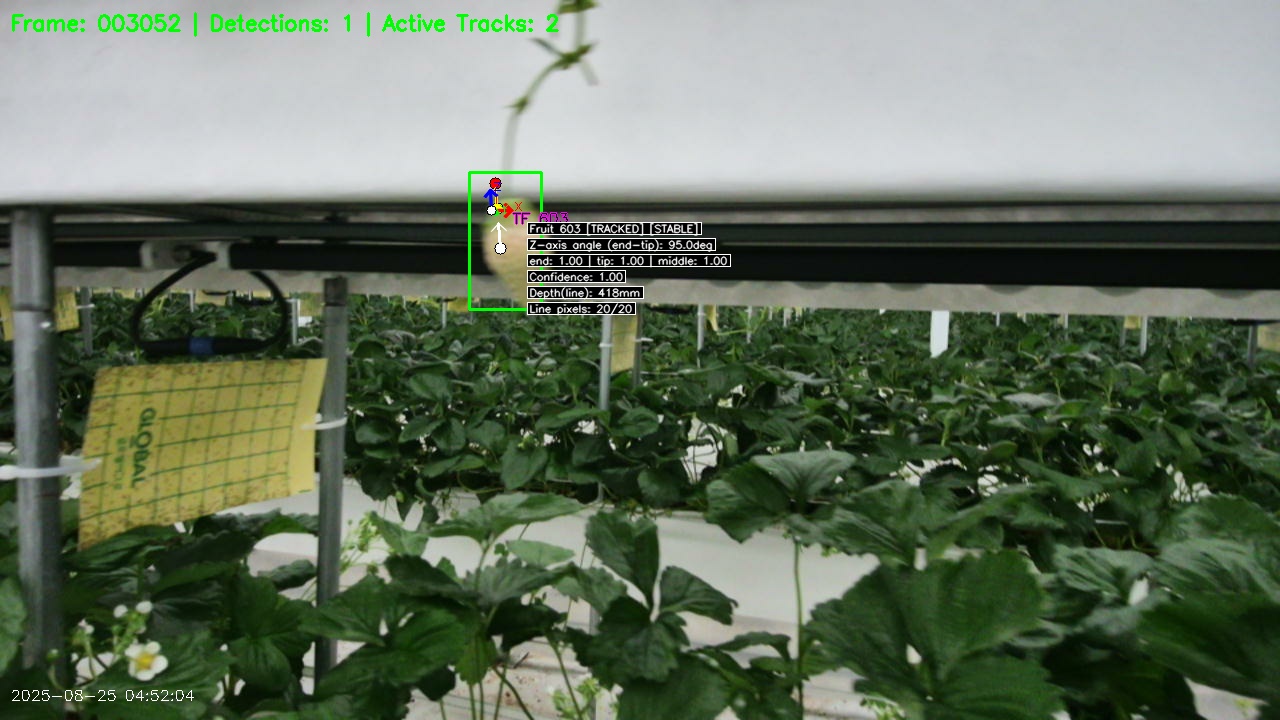 Frame: 003052 | Detections: 1 | Active Tracks: 2
X
TF_603
Fruit 603 [TRACKED] [STABLE]
Z-axis angle (end-tip): 95.0deg
end: 1.00 | tip: 1.00 | middle: 1.00
Confidence: 1.00
Depth(line): 418mm
Line pixels: 20/20
GLOBAL
2025-08-25 04:52:04